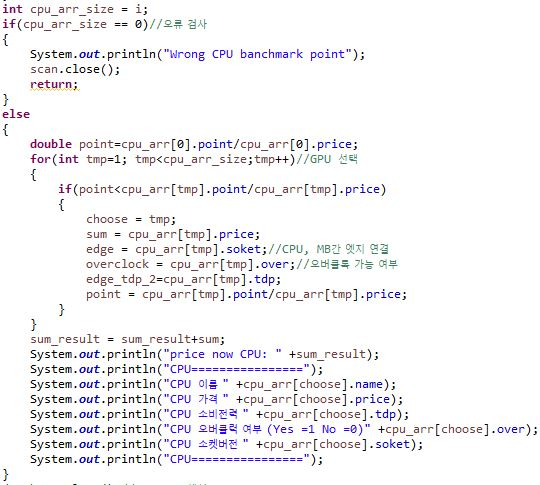 int cpu_arr_size = i;
if(cpu_arr_size == 0)//오류 검사
{
System.out.println("Wrong CPU banchmark point");
scan.close();
return;
}
else
{
double point=cpu_arr[0].point/cpu_arr[0].price;
for(int tmp=1; tmp<cpu_arr_size;tmp++)//GPU 선택
{
if(point<cpu_arr[tmp].point/cpu_arr[tmp].price)
{
choose = tmp;
sum = cpu_arr[tmp].price;
edge = cpu_arr[tmp].soket;//CPU, MB간 엣지 연결
overclock = cpu_arr[tmp].over;//오버클록 가능 여부
edge_tdp_2=cpu_arr[tmp].tdp;
point = cpu_arr[tmp].point/cpu_arr[tmp].price;
}
}
sum_result = sum_result+sum;
System.out.println("price now CPU: " +sum_result);
System.out.println("CPU================");
System.out.println("CPU 이름 " +cpu_arr[choose].name);
System.out.println("CPU 가격 " +cpu_arr[choose].price);
System.out.println("CPU 소비전력 " +cpu_arr[choose].tdp);
System.out.println("CPU 오버클럭 여부 (Yes =1 No =0)" +cpu_arr[choose].over);
System.out.println("CPU 소켓버전 " +cpu_arr[choose].soket);
System.out.println("CPU================");
}